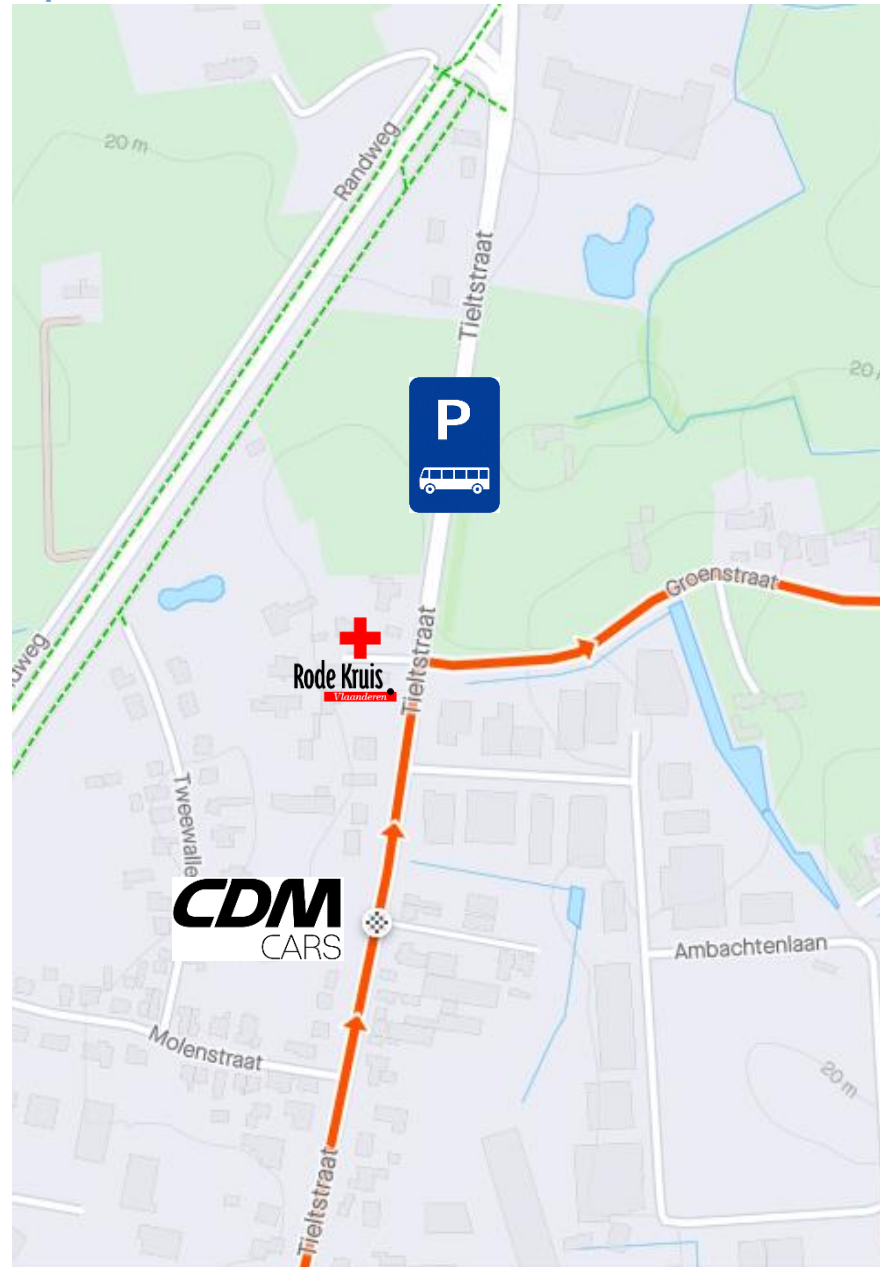 Randweg
20 m
Tieltstraat
P
20
Groenstraat
Tieltstraat
Rode Kruis
Vlaanderen
dweg
Tweewalle
CDM
CARS
Ambachtenlaan
Molenstraat
20 m
Tieltstraat